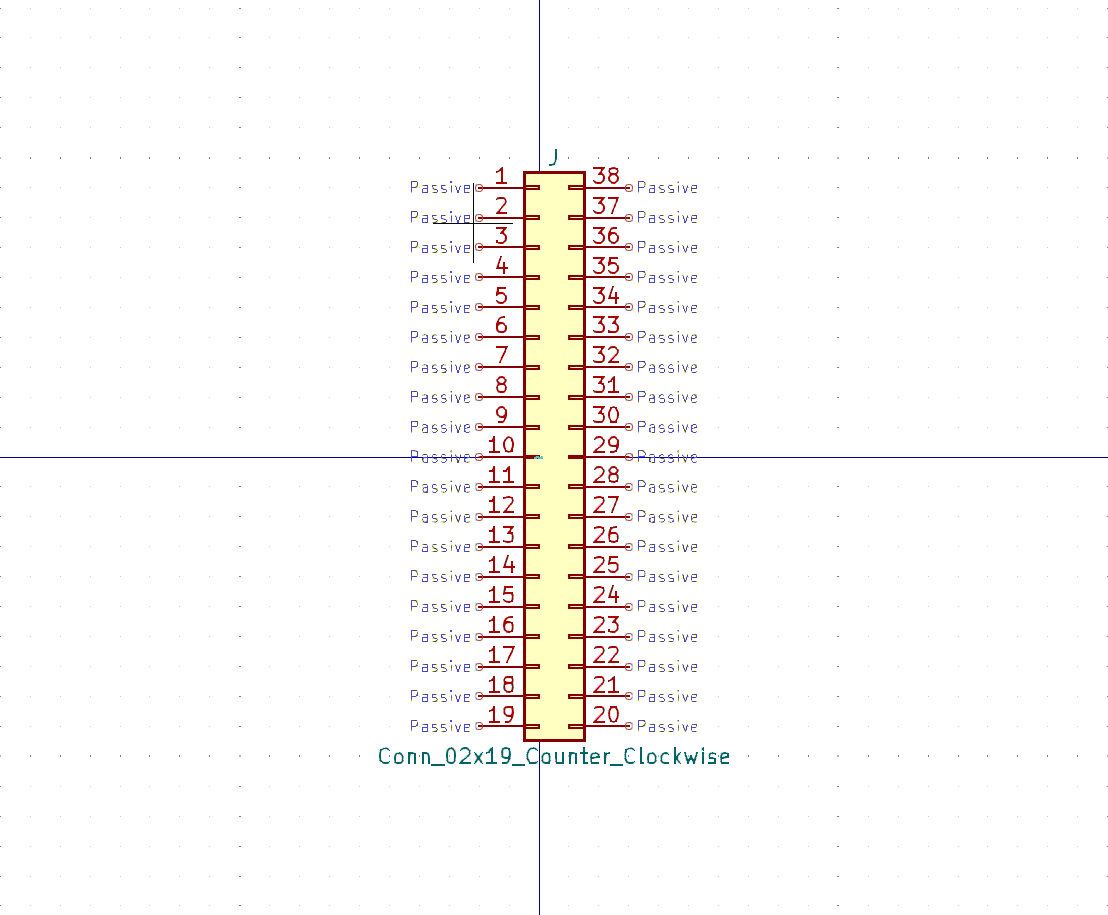 J
Passive 1 38 Passive
Passive 2 37 Passive
Passive 3 36 Passive
Passive 4 35 Passive
Passive 5 34 Passive
Passive 6 33 Passive
Passive 7 32 Passive
Passive 8 31 Passive
Passive 9 30 Passive
Passive 10 29 Passive
Passive 11 28 Passive
Passive 12 27 Passive
Passive 13 26 Passive
Passive 14 25 Passive
Passive 15 24 Passive
Passive 16 23 Passive
Passive 17 22 Passive
Passive 18 21 Passive
Passive 19 20 Passive
Conn_02x19_Counter_Clockwise